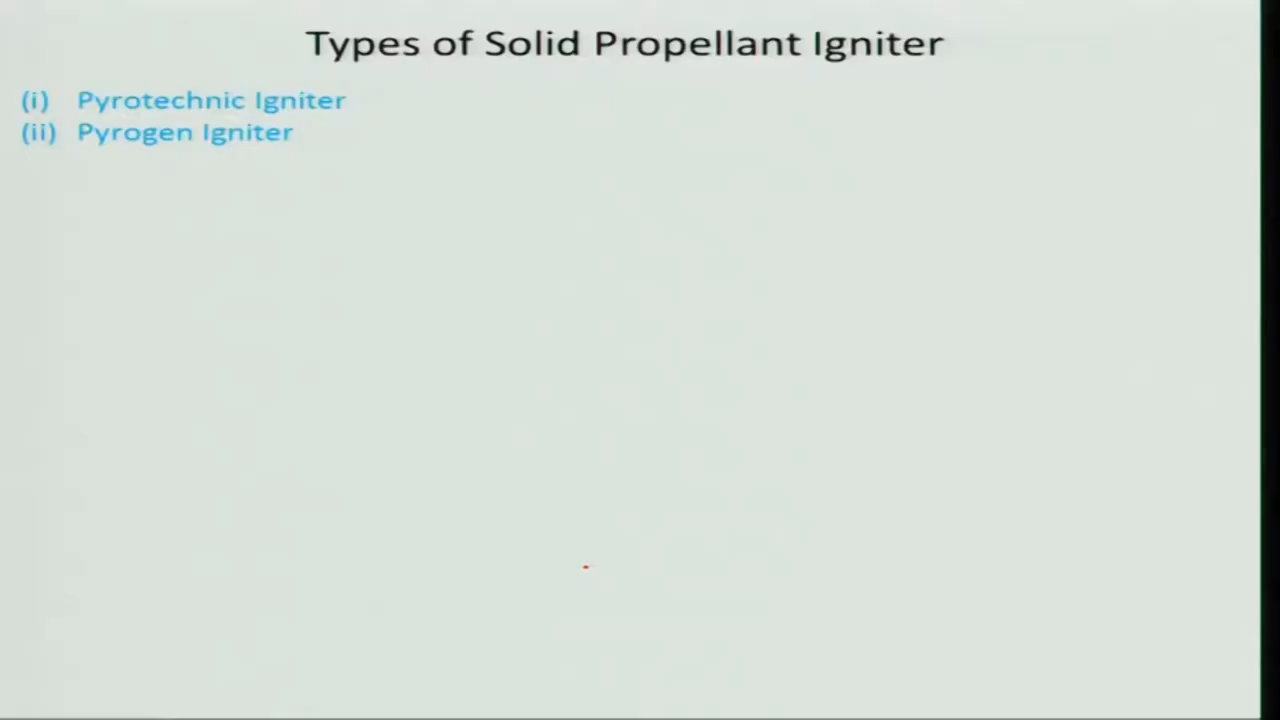 Types of Solid Propellant Igniter
(i) Pyrotechnic Igniter
(ii) Pyrogen Igniter